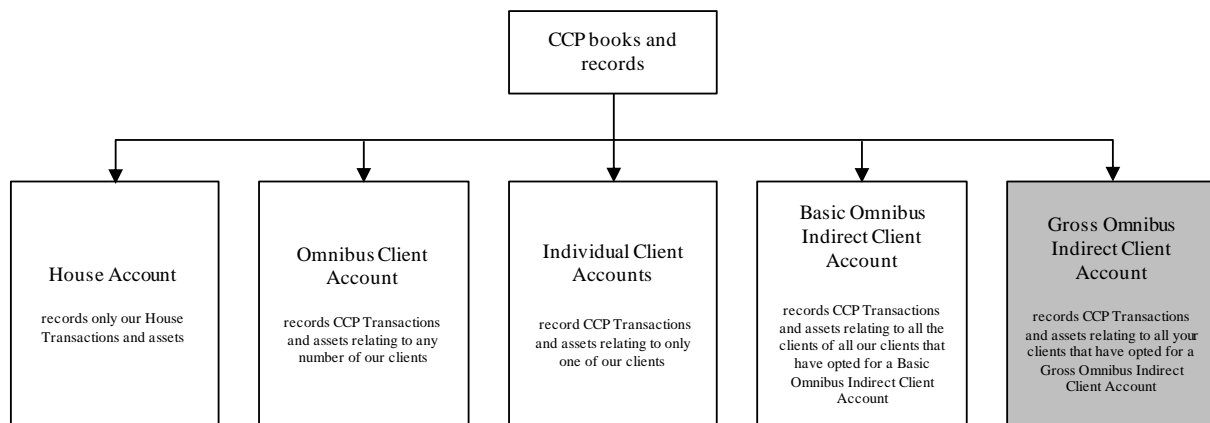 CCP books and
records
House Account
records only our House
Transactions and assets
Omnibus Client
Account
records CCP Transactions
and assets relating to any
number of our clients
Individual Client
Accounts
record CCP Transactions
and assets relating to only
one of our clients
Basic Omnibus
Indirect Client
Account
records CCP Transactions
and assets relating to all the
clients of all our clients that
have opted for a Basic
Omnibus Indirect Client
Account
Gross Omnibus
Indirect Client
Account
records CCP Transactions
and assets relating to all your
clients that have opted for a
Gross Omnibus Indirect
Client Account